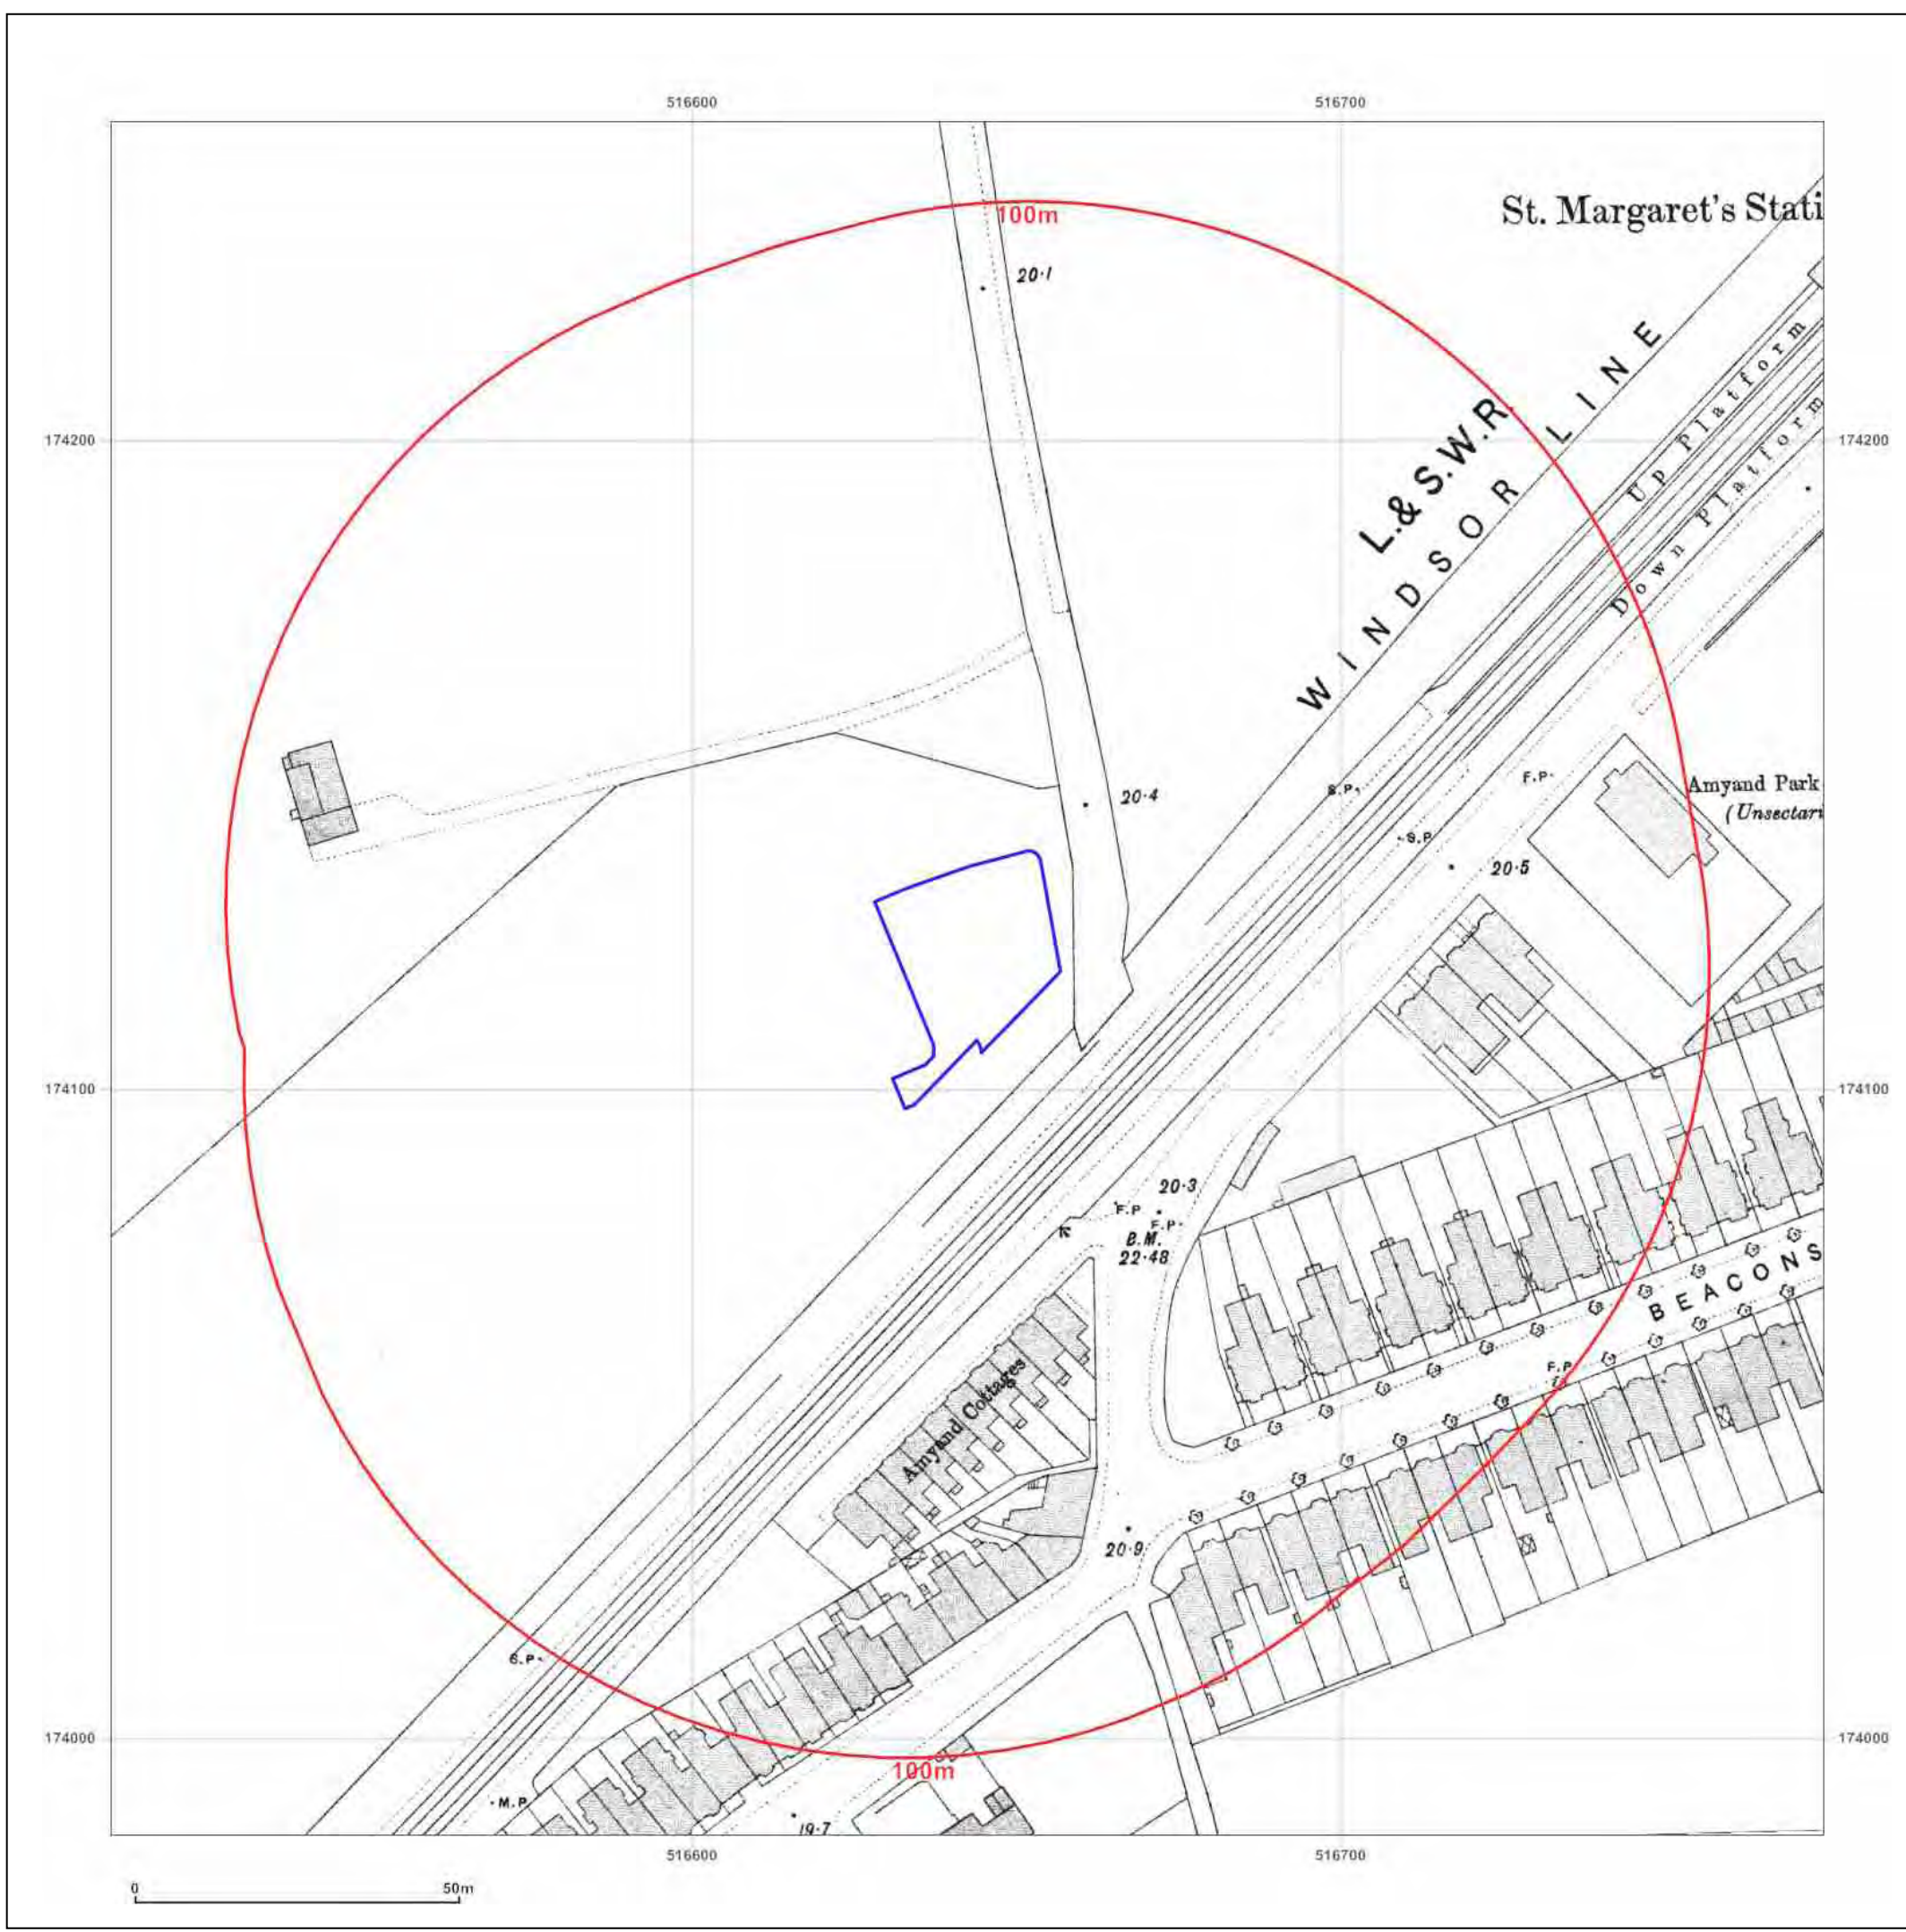 516600 516700
St. Margaret's Stati
100m
20·1
L.& S.W.R.
WINDSOR LINE
Up Platform
Down Platform
174200 174200
S.P.
F.P.
Amyand Park
(Unsectari
20·4
S.P.
20·5
174100 174100
20·3
F.P.
F.P.
B.M.
22·48
BEACONS
F.P.
Amyand Cottages
20·9
S.P.
174000 174000
100m
M.P.
19·7
516600 516700
0 50m